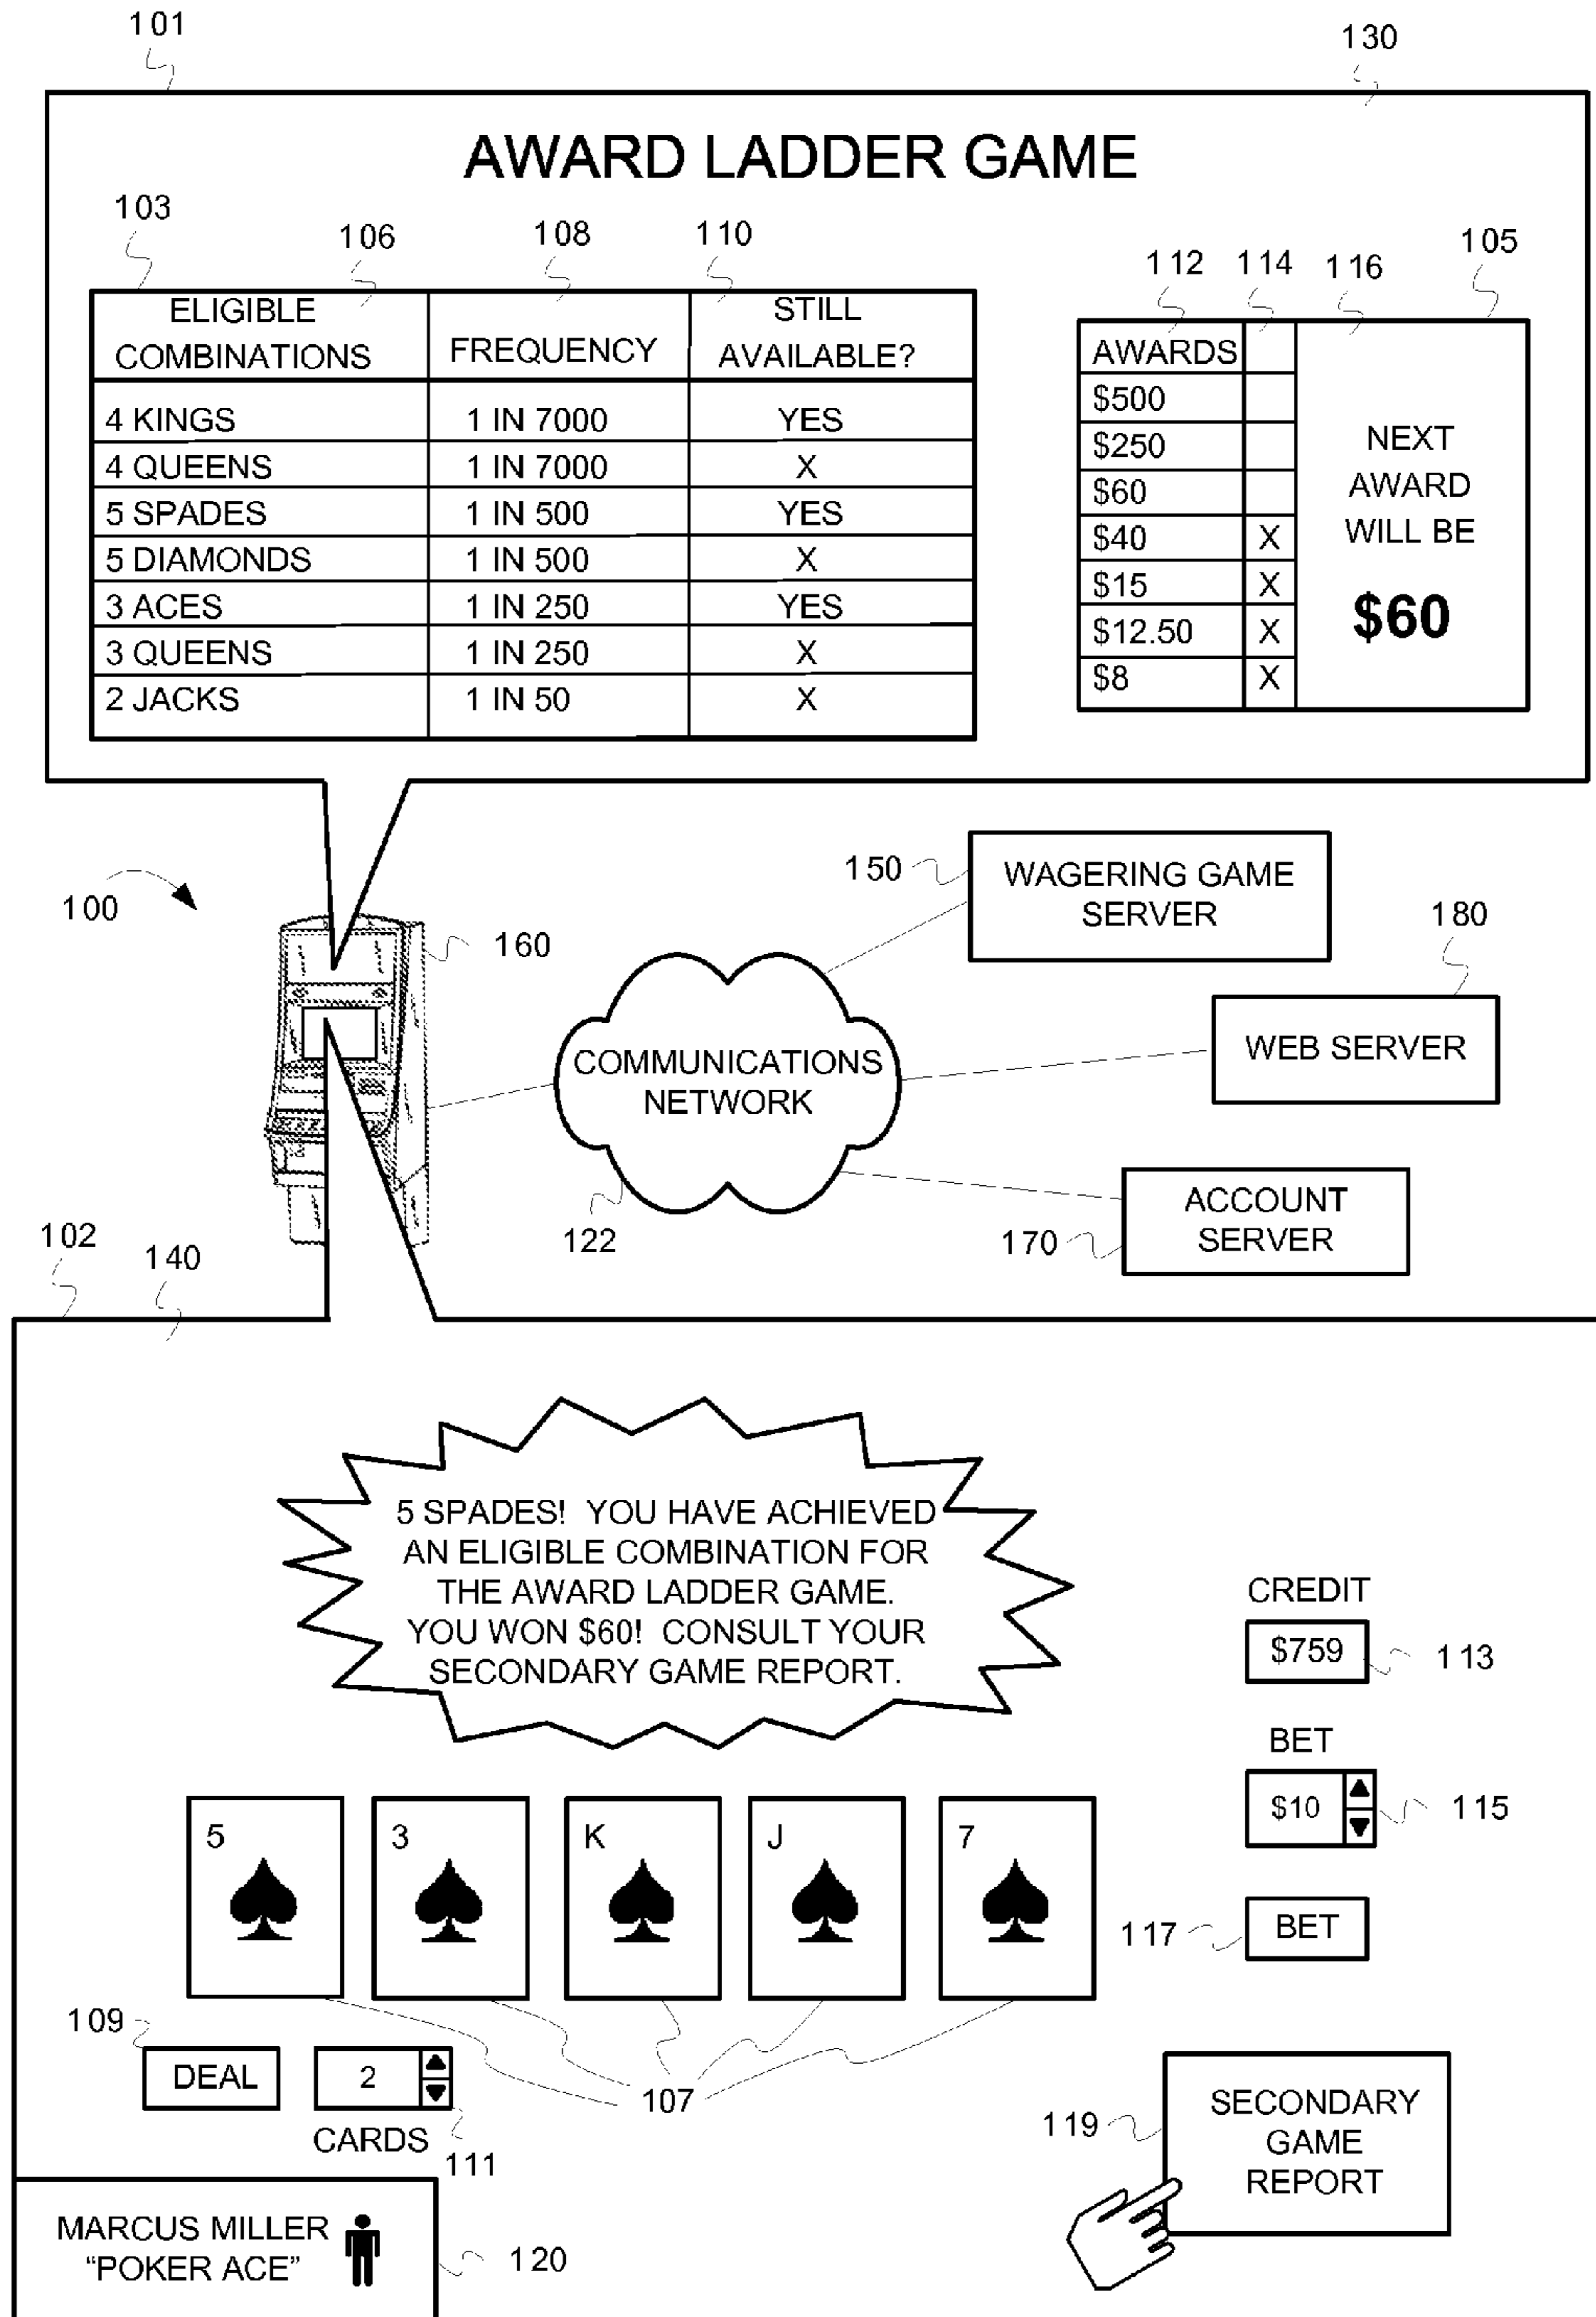 101
130
AWARD LADDER GAME
103
106
108
110
112
114
116
105
ELIGIBLE
COMBINATIONS
FREQUENCY
STILL
AVAILABLE?
4 KINGS 1 IN 7000 YES
4 QUEENS 1 IN 7000 X
5 SPADES 1 IN 500 YES
5 DIAMONDS 1 IN 500 X
3 ACES 1 IN 250 YES
3 QUEENS 1 IN 250 X
2 JACKS 1 IN 50 X
AWARDS
$500
$250
$60
$40 X
$15 X
$12.50 X
$8 X
NEXT
AWARD
WILL BE
$60
100
160
150
WAGERING GAME
SERVER
180
WEB SERVER
COMMUNICATIONS
NETWORK
122
170
ACCOUNT
SERVER
102
140
5 SPADES! YOU HAVE ACHIEVED
AN ELIGIBLE COMBINATION FOR
THE AWARD LADDER GAME.
YOU WON $60! CONSULT YOUR
SECONDARY GAME REPORT.
CREDIT
$759
113
BET
$10
115
117
BET
5
3
K
J
7
109
DEAL
2
CARDS
111
107
119
SECONDARY
GAME
REPORT
MARCUS MILLER
“POKER ACE”
120